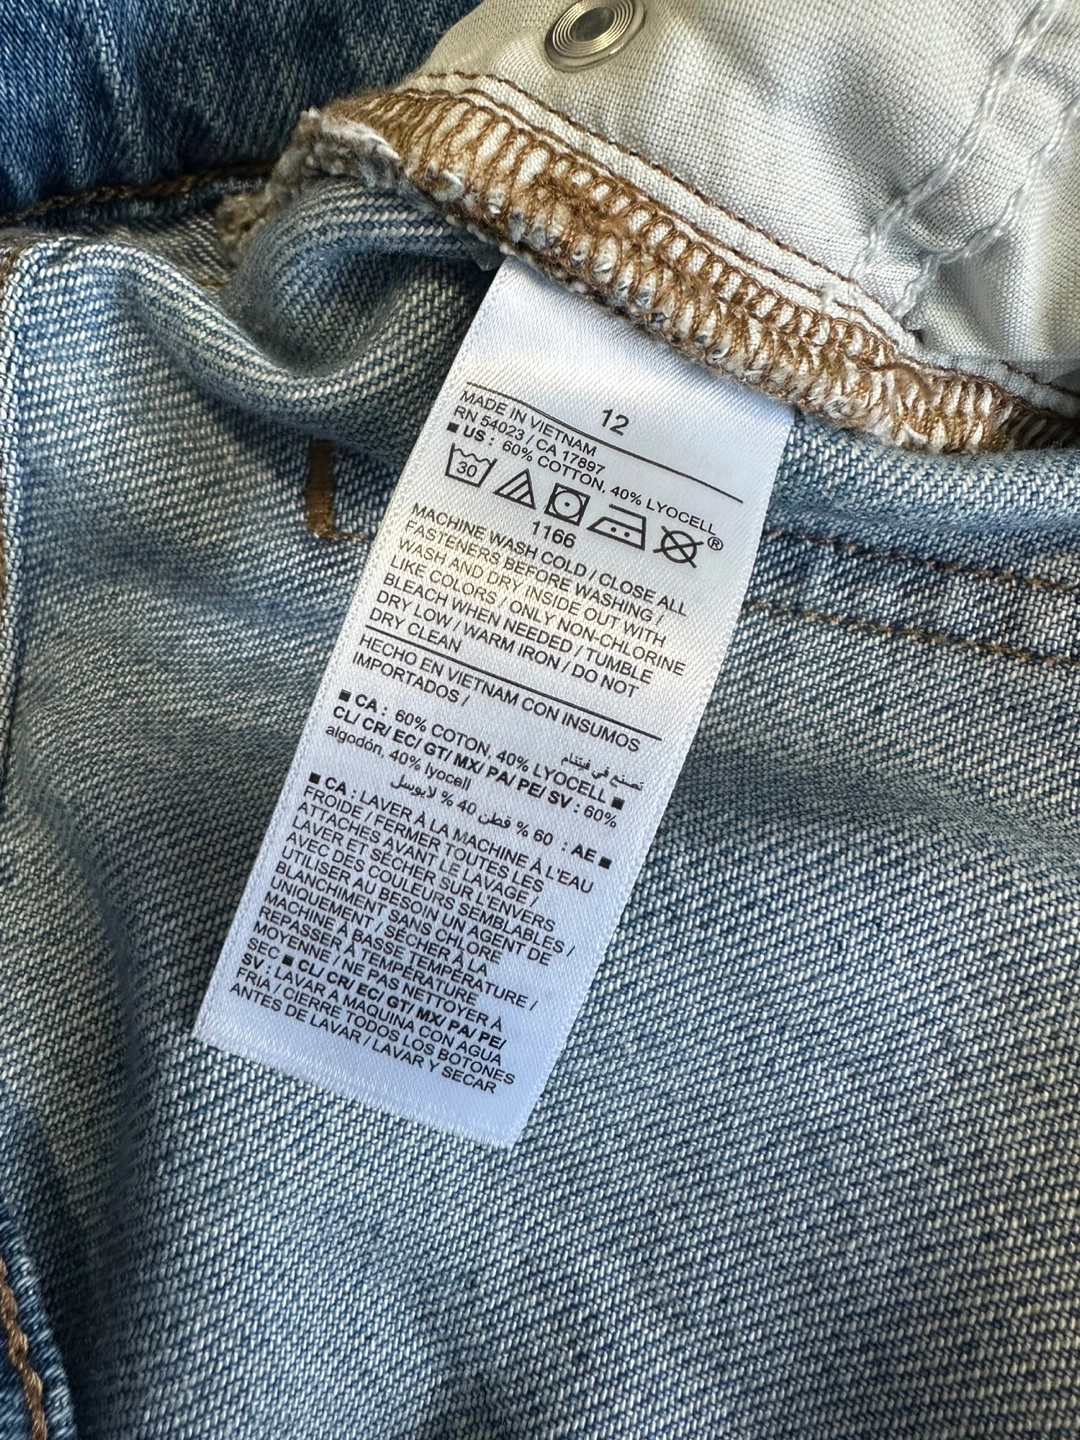 12
MADE IN VIETNAM
RN 54023 / CA 17897
■ US : 60% COTTON, 40% LYOCELL
30
®
1166
MACHINE WASH COLD / CLOSE ALL
FASTENERS BEFORE WASHING /
WASH AND DRY INSIDE OUT WITH
LIKE COLORS / ONLY NON-CHLORINE
BLEACH WHEN NEEDED / TUMBLE
DRY LOW / WARM IRON / DO NOT
DRY CLEAN
HECHO EN VIETNAM CON INSUMOS
IMPORTADOS /
تصنع في فيتنام
■ CA : 60% COTON, 40% LYOCELL ■
CL/ CR/ EC/ GT/ MX/ PA/ PE/ SV : 60%
algodón, 40% lyocell
■ AE : 60 % قطن 40 % لايوسل
■ CA : LAVER À LA MACHINE À L'EAU
FROIDE / FERMER TOUTES LES
ATTACHES AVANT LE LAVAGE /
LAVER ET SÉCHER SUR L'ENVERS
AVEC DES COULEURS SEMBLABLES /
UTILISER AU BESOIN UN AGENT DE
BLANCHIMENT SANS CHLORE
UNIQUEMENT / SÉCHER À LA
MACHINE À BASSE TEMPÉRATURE /
REPASSER À TEMPÉRATURE
MOYENNE / NE PAS NETTOYER À
SEC ■ CL/ CR/ EC/ GT/ MX/ PA/ PE/
SV : LAVAR A MAQUINA CON AGUA
FRIA / CIERRE TODOS LOS BOTONES
ANTES DE LAVAR / LAVAR Y SECAR